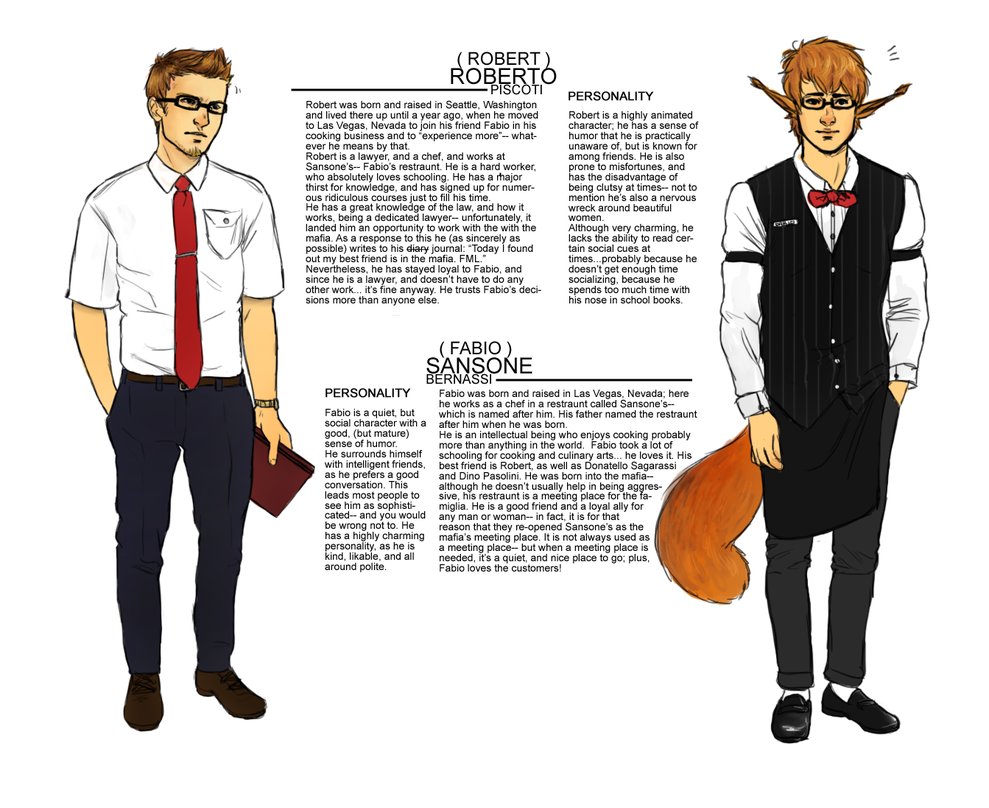 ( ROBERT )
ROBERTO
PISCOTI
Robert was born and raised in Seattle, Washington
and lived there up until a year ago, when he moved
to Las Vegas, Nevada to join his friend Fabio in his
cooking business and to “experience more”-- what-
ever he means by that.
Robert is a lawyer, and a chef, and works at
Sansone’s-- Fabio’s restraunt. He is a hard worker,
who absolutely loves schooling. He has a major
thirst for knowledge, and has signed up for numer-
ous ridiculous courses just to fill his time.
He has a great knowledge of the law, and how it
works, being a dedicated lawyer-- unfortunately, it
landed him an opportunity to work with the with the
mafia. As a response to this he (as sincerely as
possible) writes to his diary journal: “Today I found
out my best friend is in the mafia. FML.”
Nevertheless, he has stayed loyal to Fabio, and
since he is a lawyer, and doesn’t have to do any
other work... it’s fine anyway. He trusts Fabio’s deci-
sions more than anyone else.
PERSONALITY
Robert is a highly animated
character; he has a sense of
humor that he is practically
unaware of, but is known for
among friends. He is also
prone to misfortunes, and
has the disadvantage of
being clutsy at times-- not to
mention he’s also a nervous
wreck around beautiful
women.
Although very charming, he
lacks the ability to read cer-
tain social cues at
times...probably because he
doesn’t get enough time
socializing, because he
spends too much time with
his nose in school books.
( FABIO )
SANSONE
BERNASSI
PERSONALITY
Fabio is a quiet, but
social character with a
good, (but mature)
sense of humor.
He surrounds himself
with intelligent friends,
as he prefers a good
conversation. This
leads most people to
see him as sophisti-
cated-- and you would
be wrong not to. He
has a highly charming
personality, as he is
kind, likable, and all
around polite.
Fabio was born and raised in Las Vegas, Nevada; here
he works as a chef in a restraunt called Sansone’s--
which is named after him. His father named the restraunt
after him when he was born.
He is an intellectual being who enjoys cooking probably
more than anything in the world. Fabio took a lot of
schooling for cooking and culinary arts... he loves it. His
best friend is Robert, as well as Donatello Sagarassi
and Dino Pasolini. He was born into the mafia--
although he doesn’t usually help in being aggres-
sive, his restraunt is a meeting place for the fa-
miglia. He is a good friend and a loyal ally for
any man or woman-- in fact, it is for that
reason that they re-opened Sansone’s as the
mafia’s meeting place. It is not always used as
a meeting place-- but when a meeting place is
needed, it’s a quiet, and nice place to go; plus,
Fabio loves the customers!